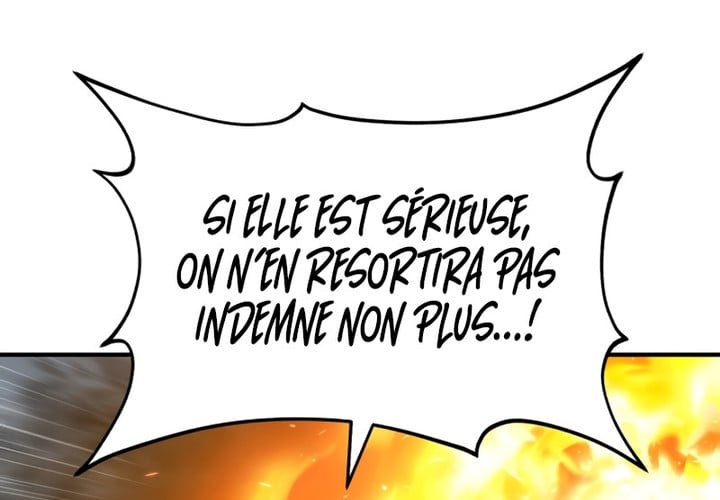 SI ELLE EST SÉRIEUSE,
ON N'EN RESORTIRA PAS
INDEMNE NON PLUS...!